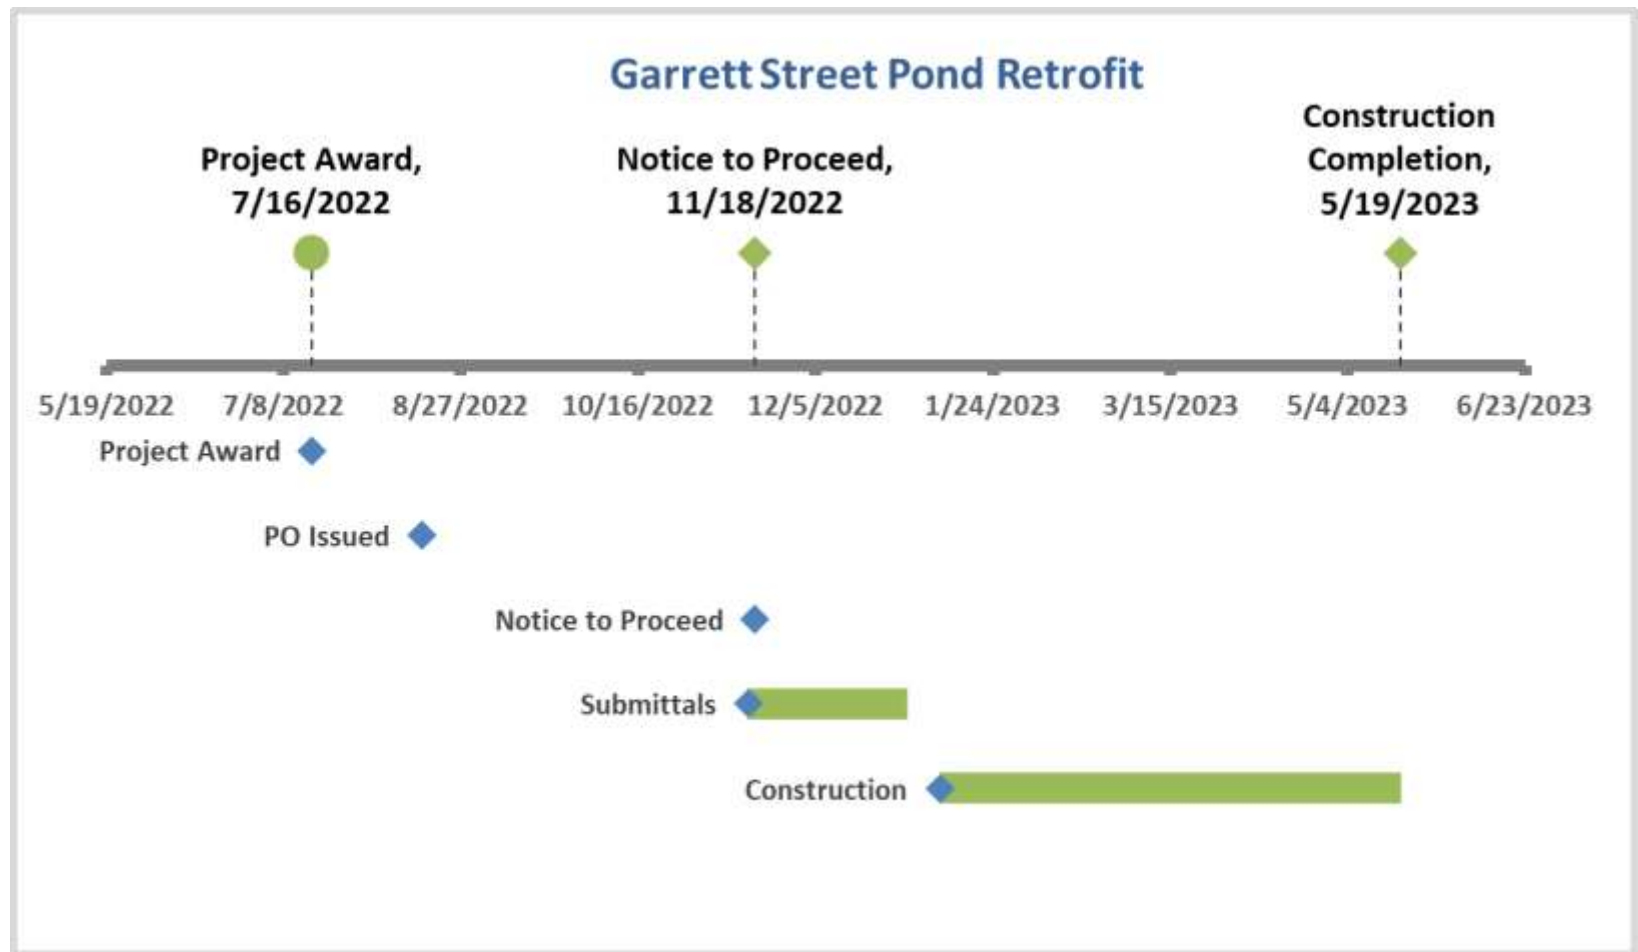 Garrett Street Pond Retrofit
Project Award,
7/16/2022
Notice to Proceed,
11/18/2022
Construction
Completion,
5/19/2023
5/19/2022 7/8/2022 8/27/2022 10/16/2022 12/5/2022 1/24/2023 3/15/2023 5/4/2023 6/23/2023
Project Award
PO Issued
Notice to Proceed
Submittals
Construction